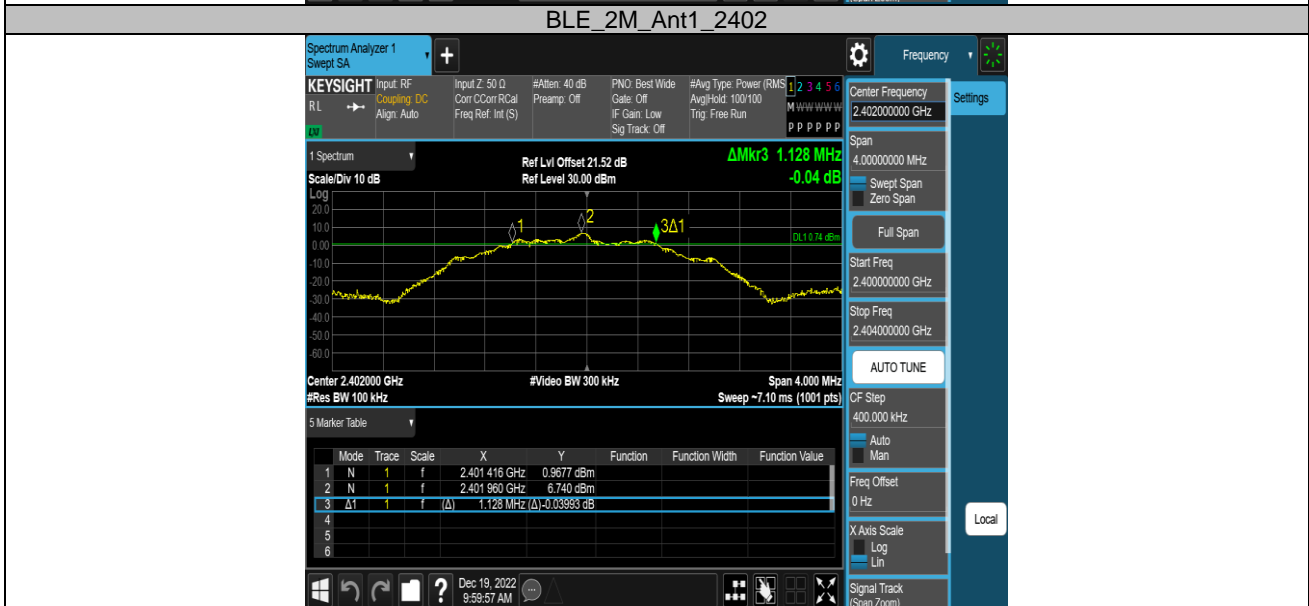 (Span Zoom)
BLE_2M_Ant1_2402
Spectrum Analyzer 1
Swept SA
+
Frequency
KEYSIGHT
RL
LXI
Input: RF
Coupling: DC
Align: Auto
Input Z: 50 Ω
Corr CCorr RCal
Freq Ref: Int (S)
#Atten: 40 dB
Preamp: Off
PNO: Best Wide
Gate: Off
IF Gain: Low
Sig Track: Off
#Avg Type: Power (RMS
Avg|Hold: 100/100
Trig: Free Run
1 2 3 4 5 6
M W W W W W
P P P P P P
1 Spectrum
Scale/Div 10 dB
Ref Lvl Offset 21.52 dB
Ref Level 30.00 dBm
ΔMkr3 1.128 MHz
-0.04 dB
Log
20.0
10.0
0.00
-10.0
-20.0
-30.0
-40.0
-50.0
-60.0
1
2
3Δ1
DL1 0.74 dBm
Center 2.402000 GHz
#Video BW 300 kHz
Span 4.000 MHz
#Res BW 100 kHz
Sweep ~7.10 ms (1001 pts)
5 Marker Table
Mode Trace Scale X Y Function Function Width Function Value
1 N 1 f 2.401 416 GHz 0.9677 dBm
2 N 1 f 2.401 960 GHz 6.740 dBm
3 Δ1 1 f (Δ) 1.128 MHz (Δ)-0.03993 dB
4
5
6
?
Dec 19, 2022
9:59:57 AM
Center Frequency
2.402000000 GHz
Settings
Span
4.00000000 MHz
Swept Span
Zero Span
Full Span
Start Freq
2.400000000 GHz
Stop Freq
2.404000000 GHz
AUTO TUNE
CF Step
400.000 kHz
Auto
Man
Freq Offset
0 Hz
X Axis Scale
Log
Lin
Local
Signal Track
(Span Zoom)